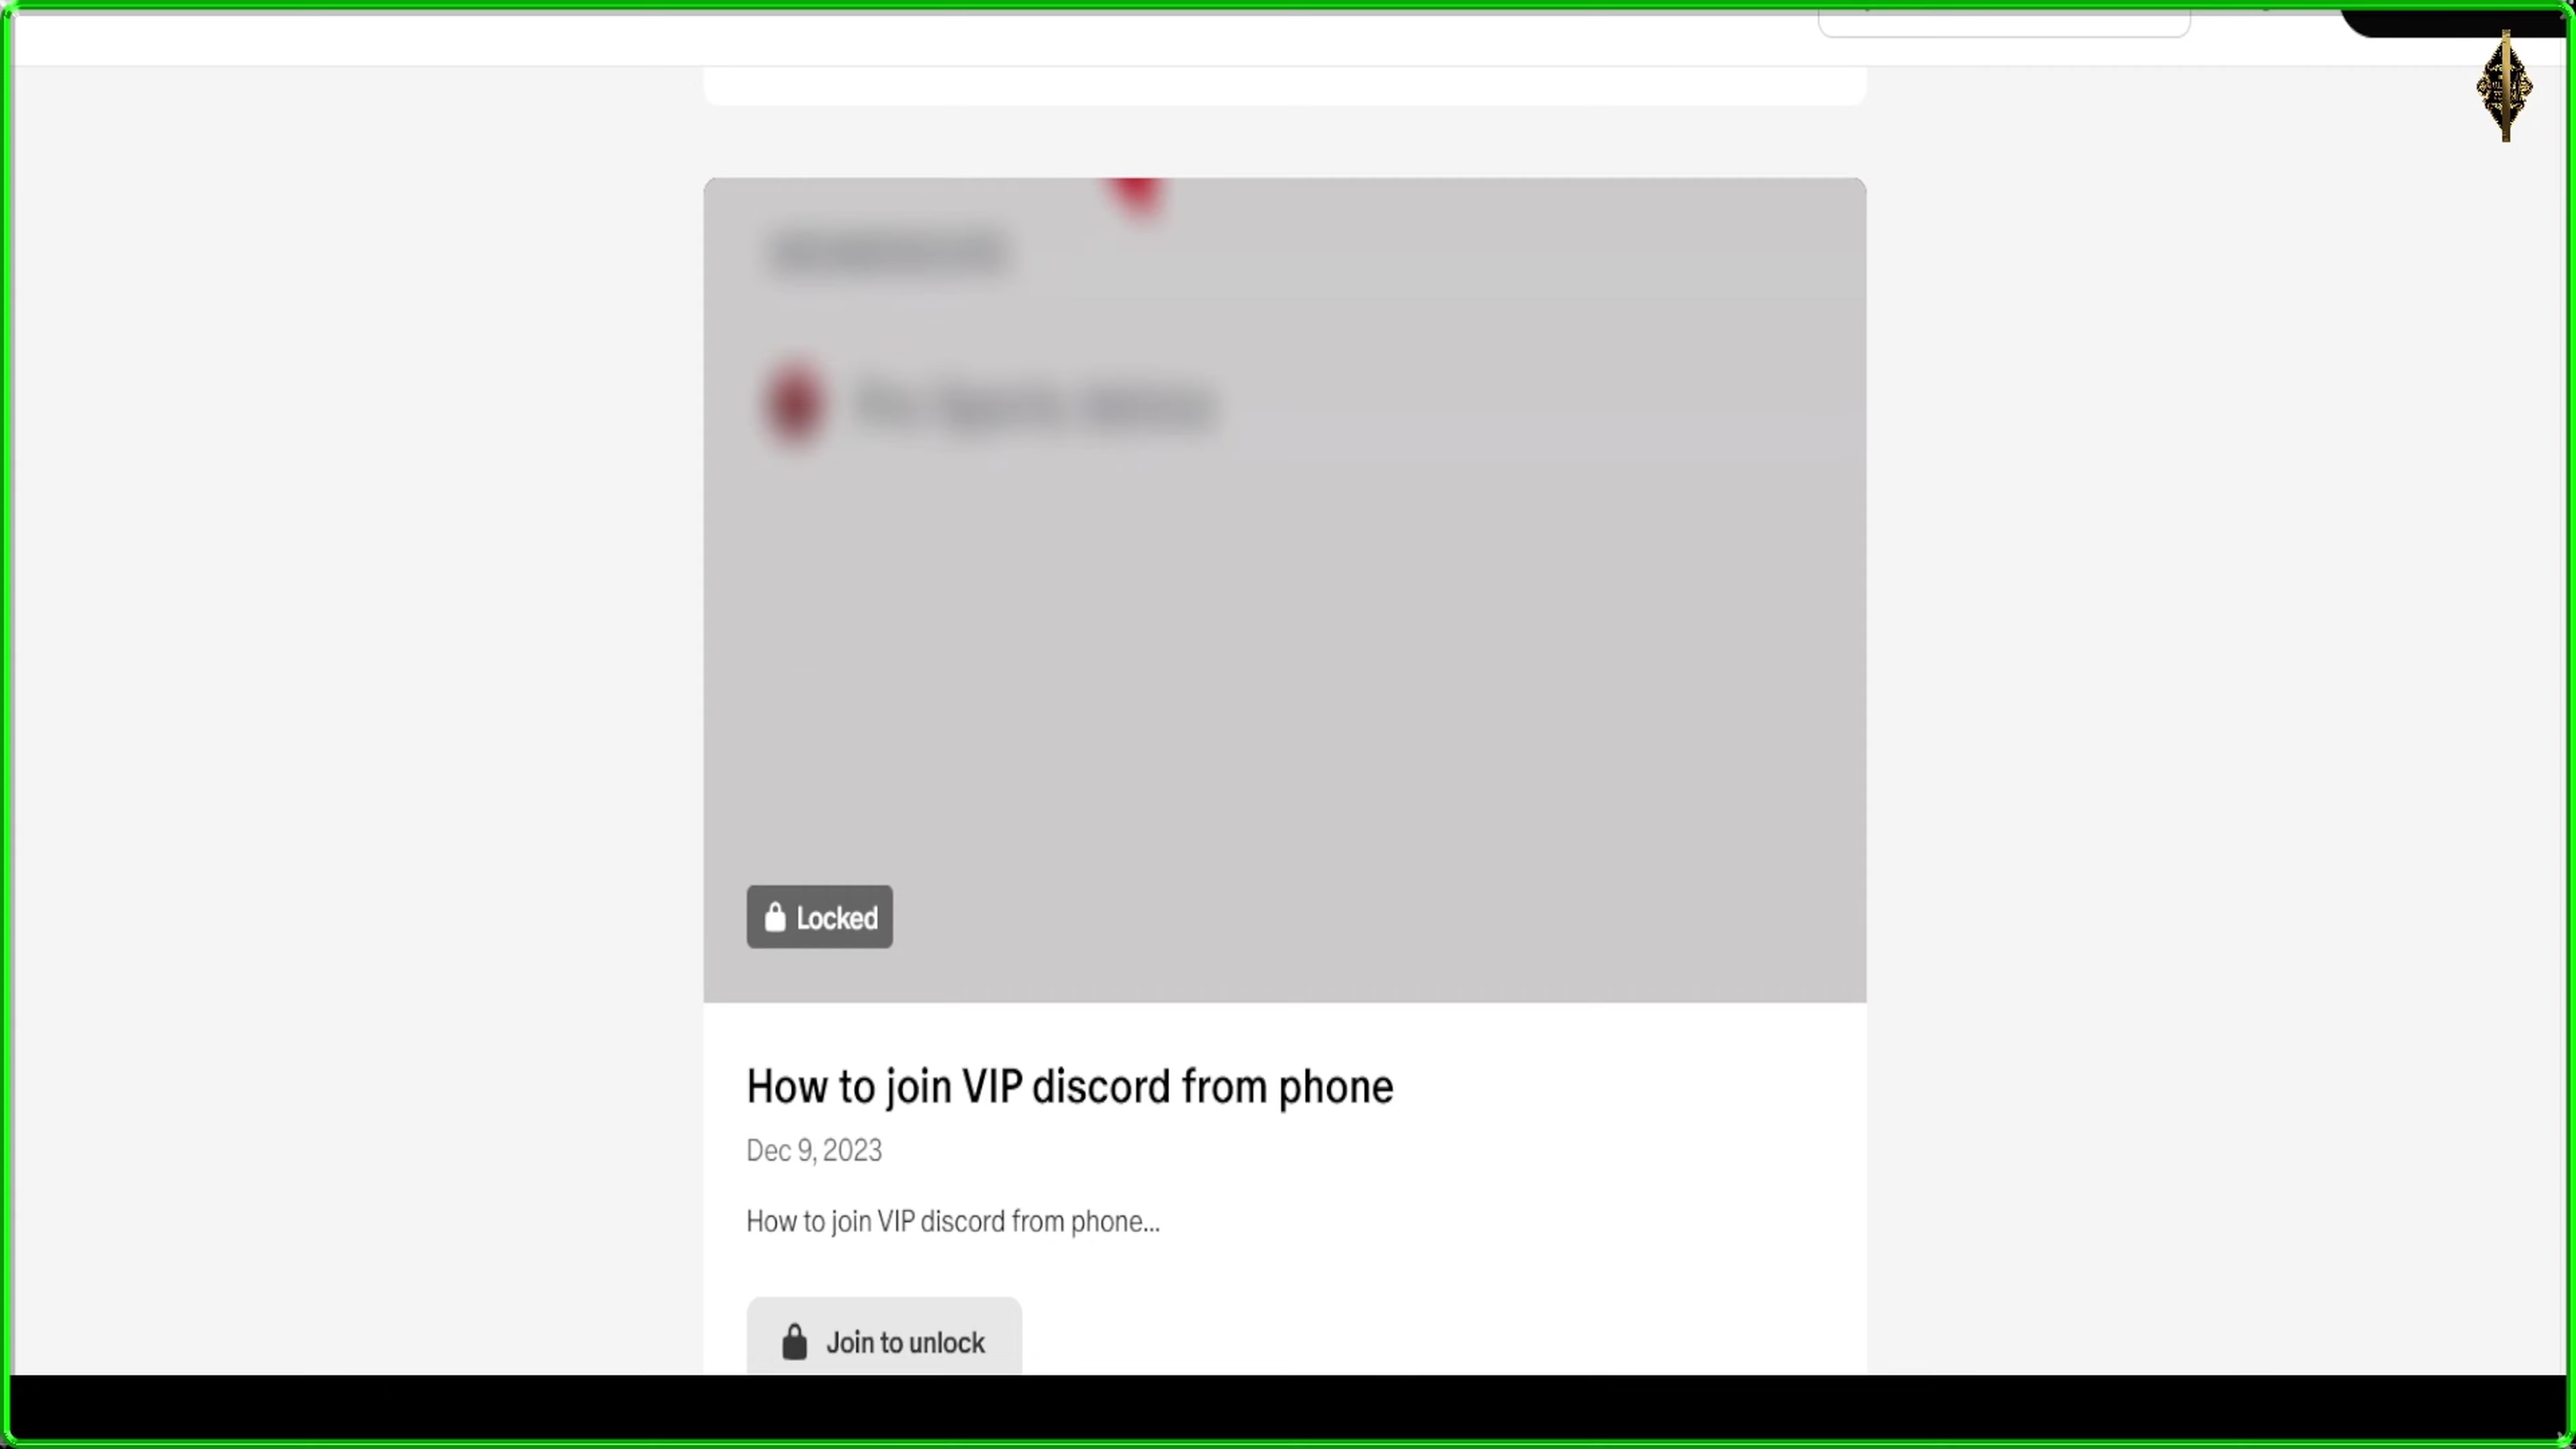 Locked
How to join VIP discord from phone
Dec 9, 2023
How to join VIP discord from phone...
Join to unlock